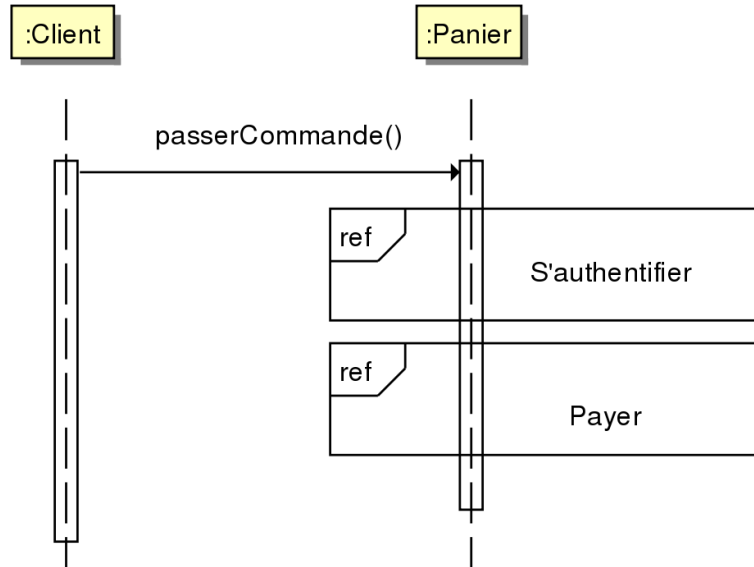 :Client
:Panier
passerCommande()
ref
S'authentifier
ref
Payer